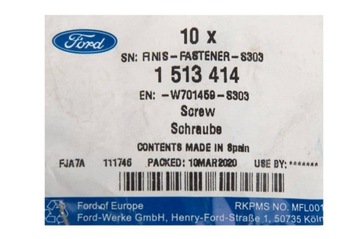 Ford
10 x
SN: FINIS-FASTENER-S303
1 513 414
EN: -W701459-S303
Screw
Schraube
CONTENTS MADE IN Spain
FJA7A 111746 PACKED: 10MAR2020 USE BY:*******
Ford of Europe RKPMS NO. MFL001
Ford-Werke GmbH, Henry-Ford-Straße 1, 50735 Köln